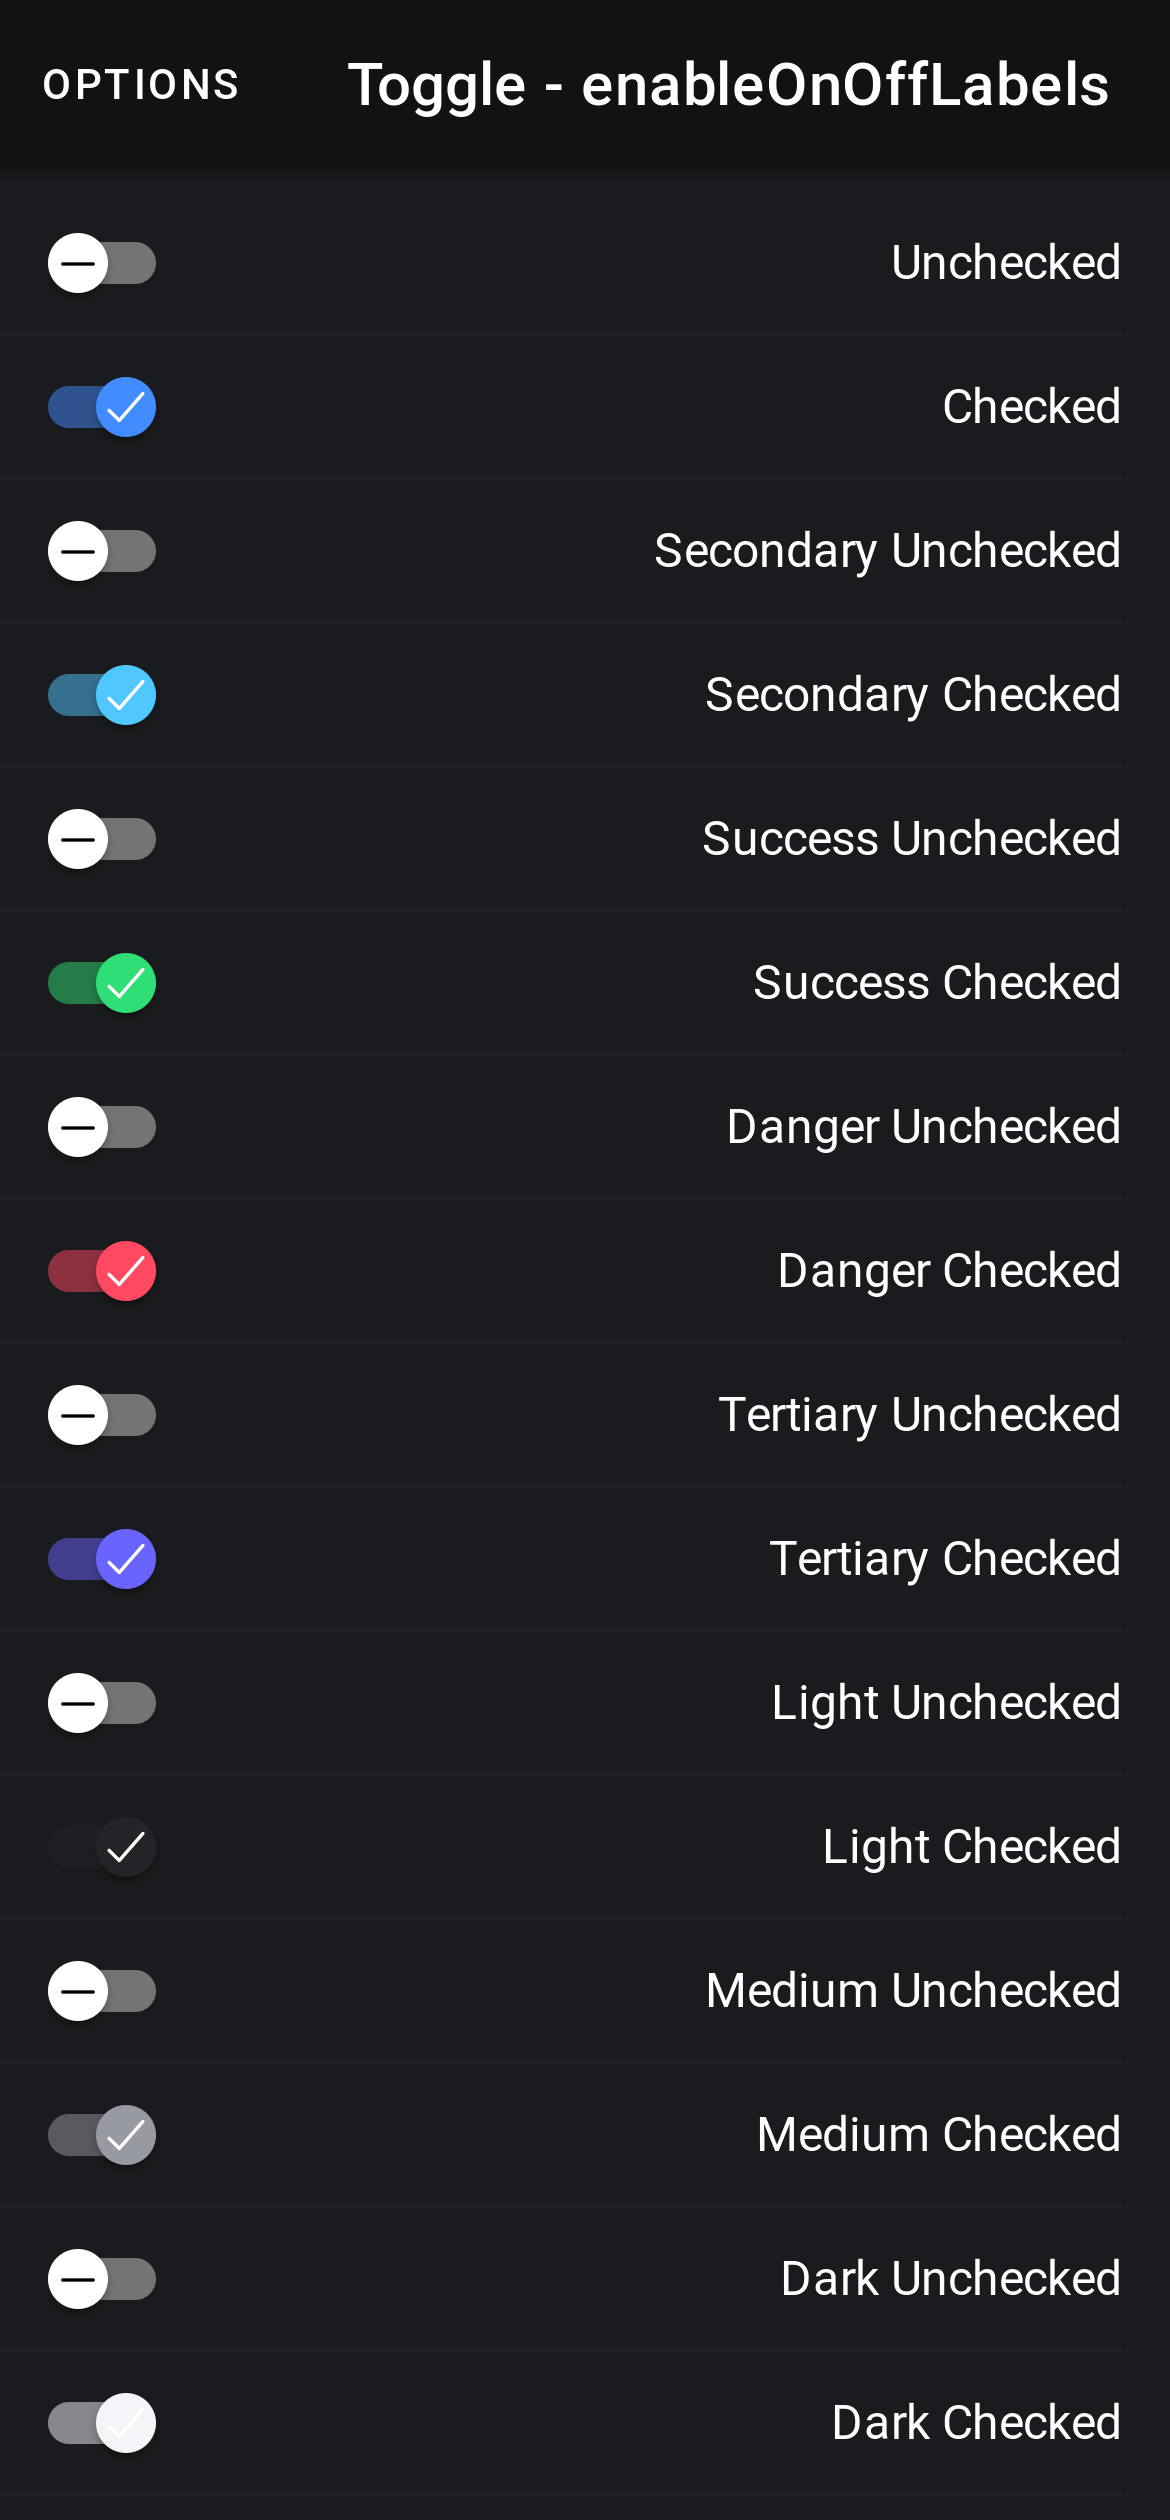 OPTIONS
Toggle - enableOnOffLabels
Unchecked
Checked
Secondary Unchecked
Secondary Checked
Success Unchecked
Success Checked
Danger Unchecked
Danger Checked
Tertiary Unchecked
Tertiary Checked
Light Unchecked
Light Checked
Medium Unchecked
Medium Checked
Dark Unchecked
Dark Checked